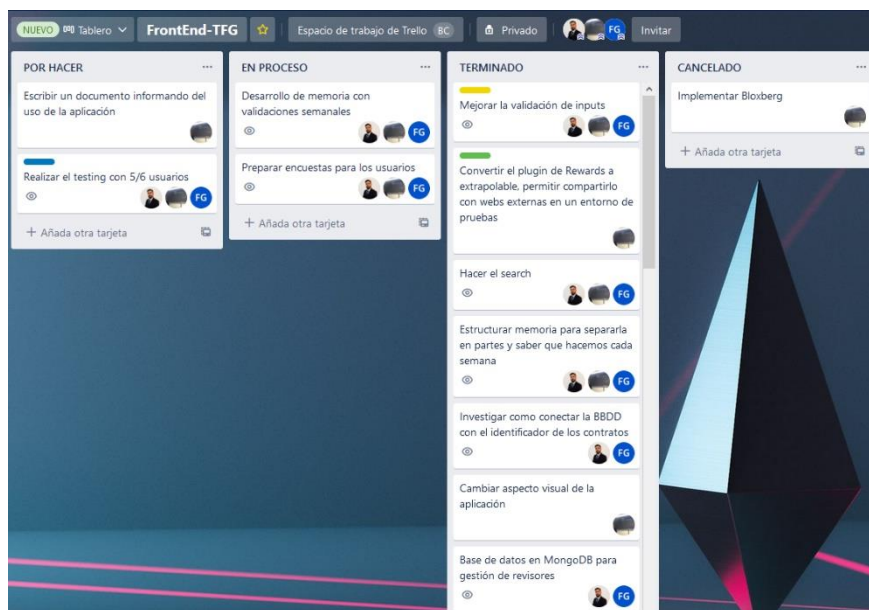 NUEVO Tablero
FrontEnd-TFG
Espacio de trabajo de Trello BC
Privado
FG
Invitar
POR HACER
Escribir un documento informando del
uso de la aplicación
Realizar el testing con 5/6 usuarios
FG
+ Añada otra tarjeta
EN PROCESO
Desarrollo de memoria con
validaciones semanales
FG
Preparar encuestas para los usuarios
FG
+ Añada otra tarjeta
TERMINADO
Mejorar la validación de inputs
FG
Convertir el plugin de Rewards a
extrapolable, permitir compartirlo
con webs externas en un entorno de
pruebas
Hacer el search
FG
Estructurar memoria para separarla
en partes y saber que hacemos cada
semana
FG
Investigar como conectar la BBDD
con el identificador de los contratos
FG
Cambiar aspecto visual de la
aplicación
Base de datos en MongoDB para
gestión de revisores
FG
CANCELADO
Implementar Bloxberg
+ Añada otra tarjeta